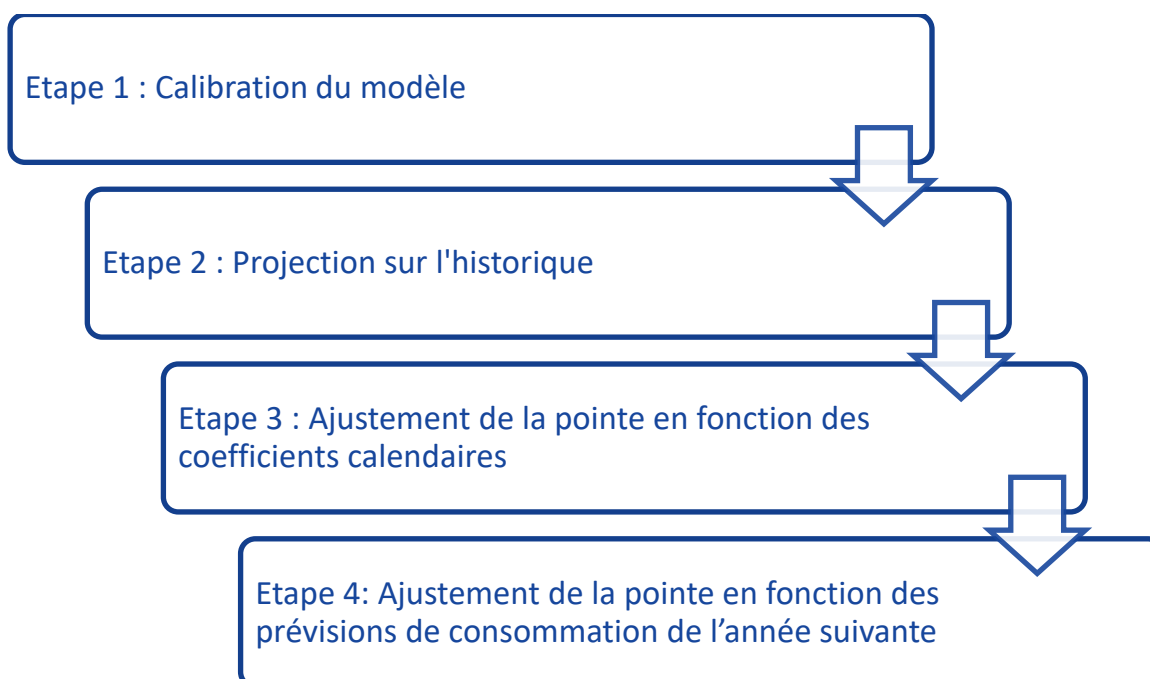 Etape 1 : Calibration du modèle
Etape 2 : Projection sur l'historique
Etape 3 : Ajustement de la pointe en fonction des
coefficients calendaires
Etape 4: Ajustement de la pointe en fonction des
prévisions de consommation de l’année suivante